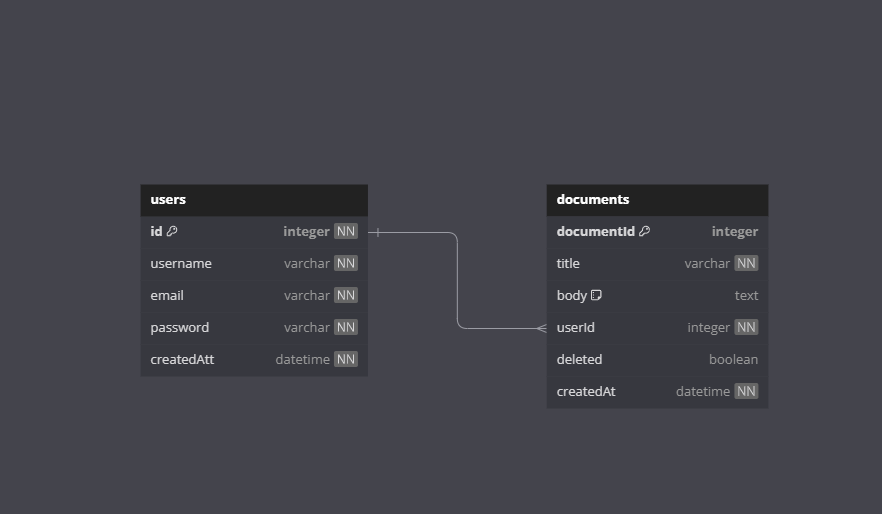 users
id integer NN
username varchar NN
email varchar NN
password varchar NN
createdAtt datetime NN
documents
documentId integer
title varchar NN
body text
userId integer NN
deleted boolean
createdAt datetime NN